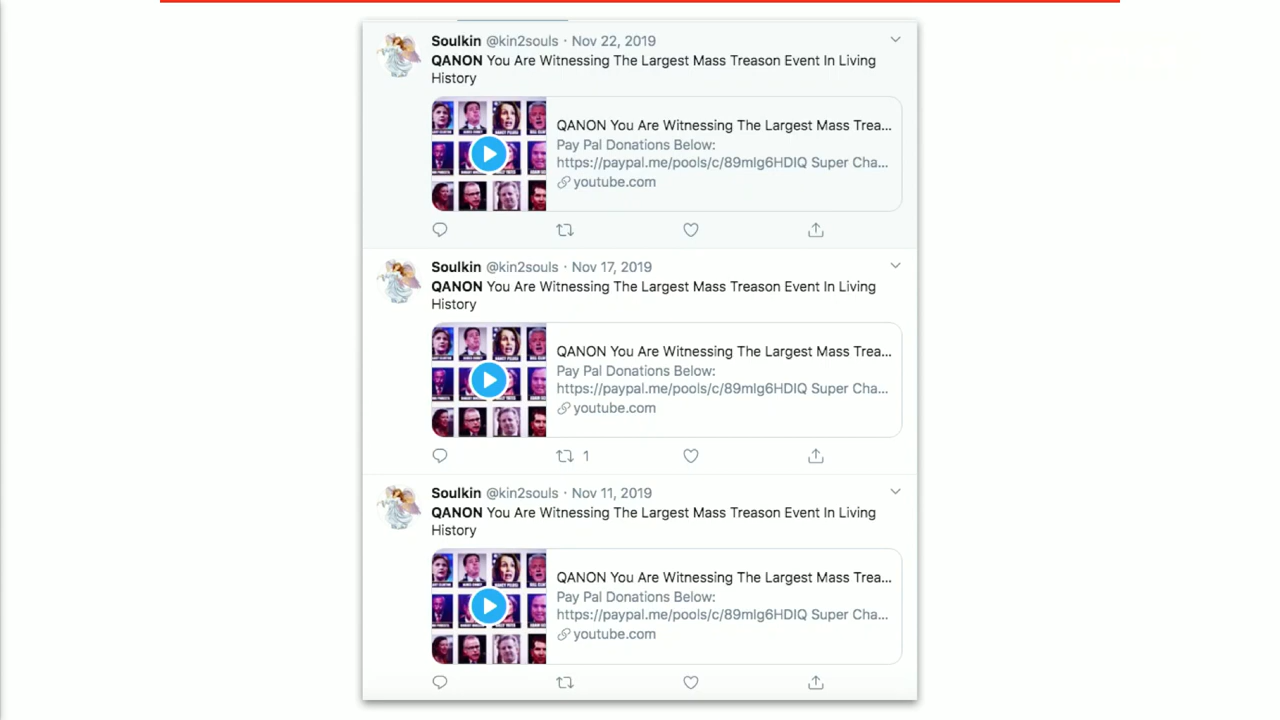 Soulkin @kin2souls · Nov 22, 2019
QANON You Are Witnessing The Largest Mass Treason Event In Living
History
QANON You Are Witnessing The Largest Mass Trea...
Pay Pal Donations Below:
https://paypal.me/pools/c/89mIg6HDIQ Super Cha...
youtube.com
Soulkin @kin2souls · Nov 17, 2019
QANON You Are Witnessing The Largest Mass Treason Event In Living
History
QANON You Are Witnessing The Largest Mass Trea...
Pay Pal Donations Below:
https://paypal.me/pools/c/89mIg6HDIQ Super Cha...
youtube.com
1
Soulkin @kin2souls · Nov 11, 2019
QANON You Are Witnessing The Largest Mass Treason Event In Living
History
QANON You Are Witnessing The Largest Mass Trea...
Pay Pal Donations Below:
https://paypal.me/pools/c/89mIg6HDIQ Super Cha...
youtube.com